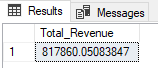 Results Messages
Total_Revenue
1 817860.05083847